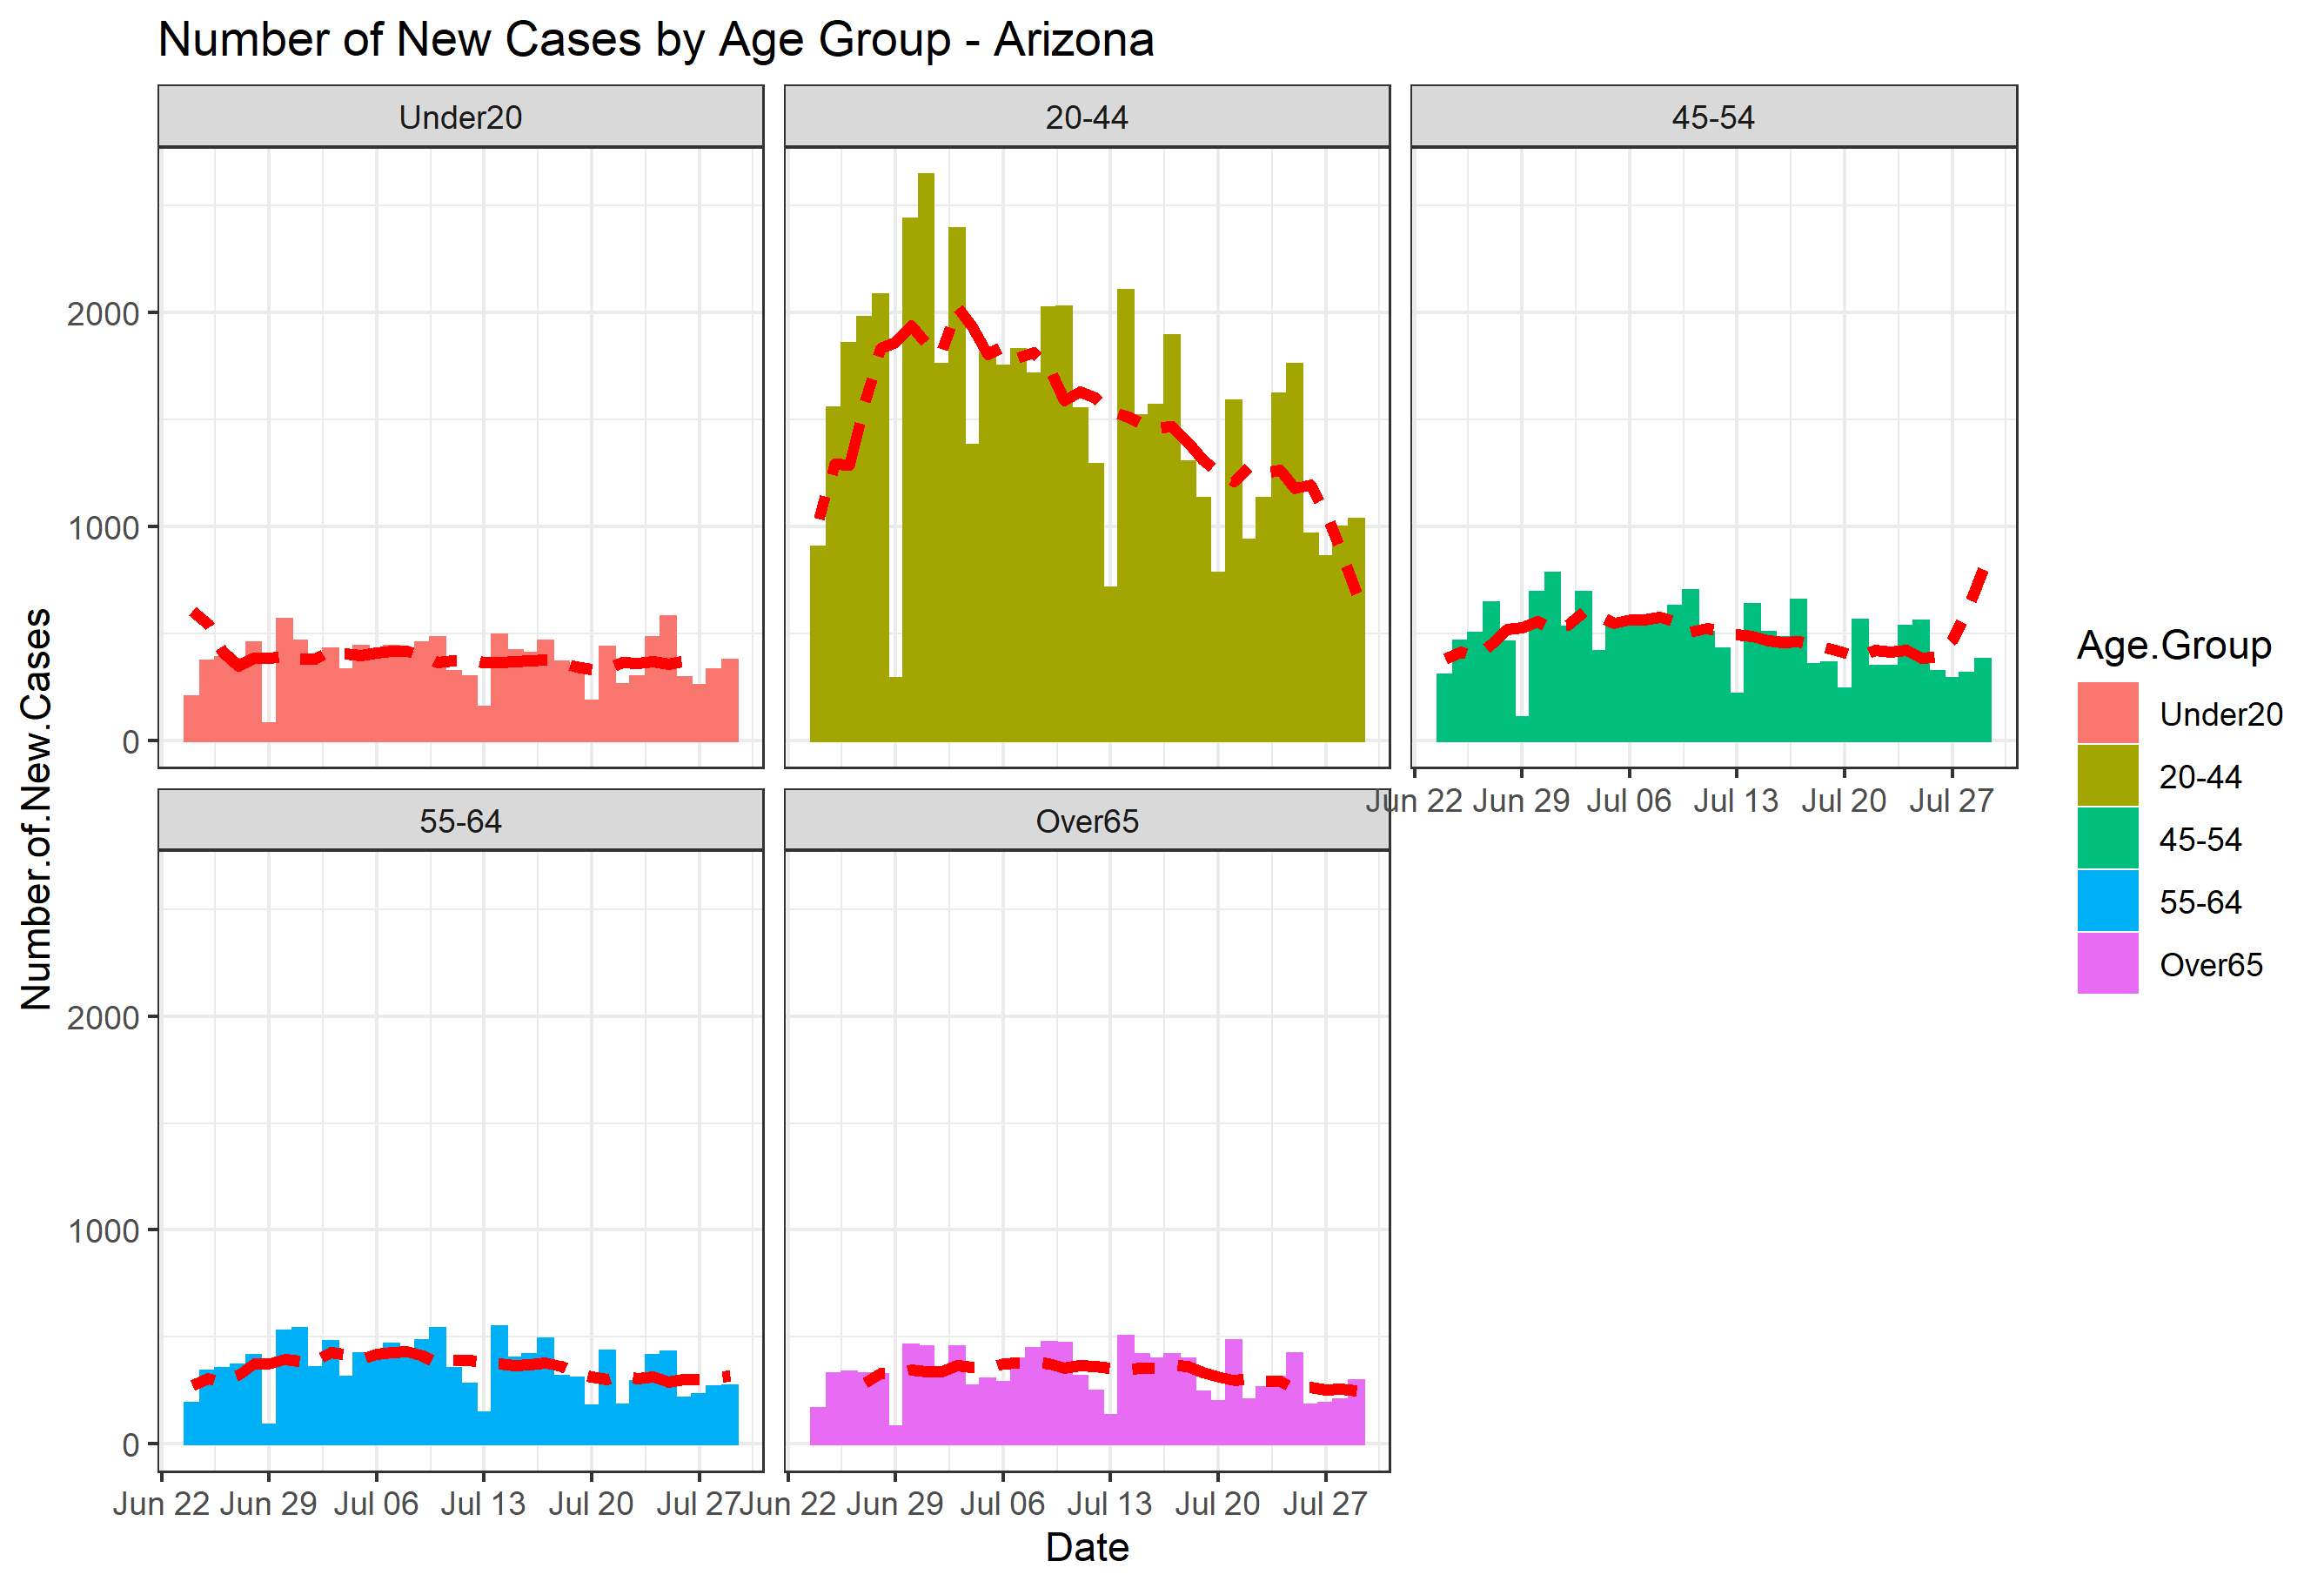 Number of New Cases by Age Group - Arizona
Under20
20-44
45-54
2000
1000
0
Jun 22 Jun 29 Jul 06 Jul 13 Jul 20 Jul 27
55-64
Over65
2000
1000
0
Jun 22 Jun 29 Jul 06 Jul 13 Jul 20 Jul 27
Jun 22 Jun 29 Jul 06 Jul 13 Jul 20 Jul 27
Date
Number.of.New.Cases
Age.Group
Under20
20-44
45-54
55-64
Over65